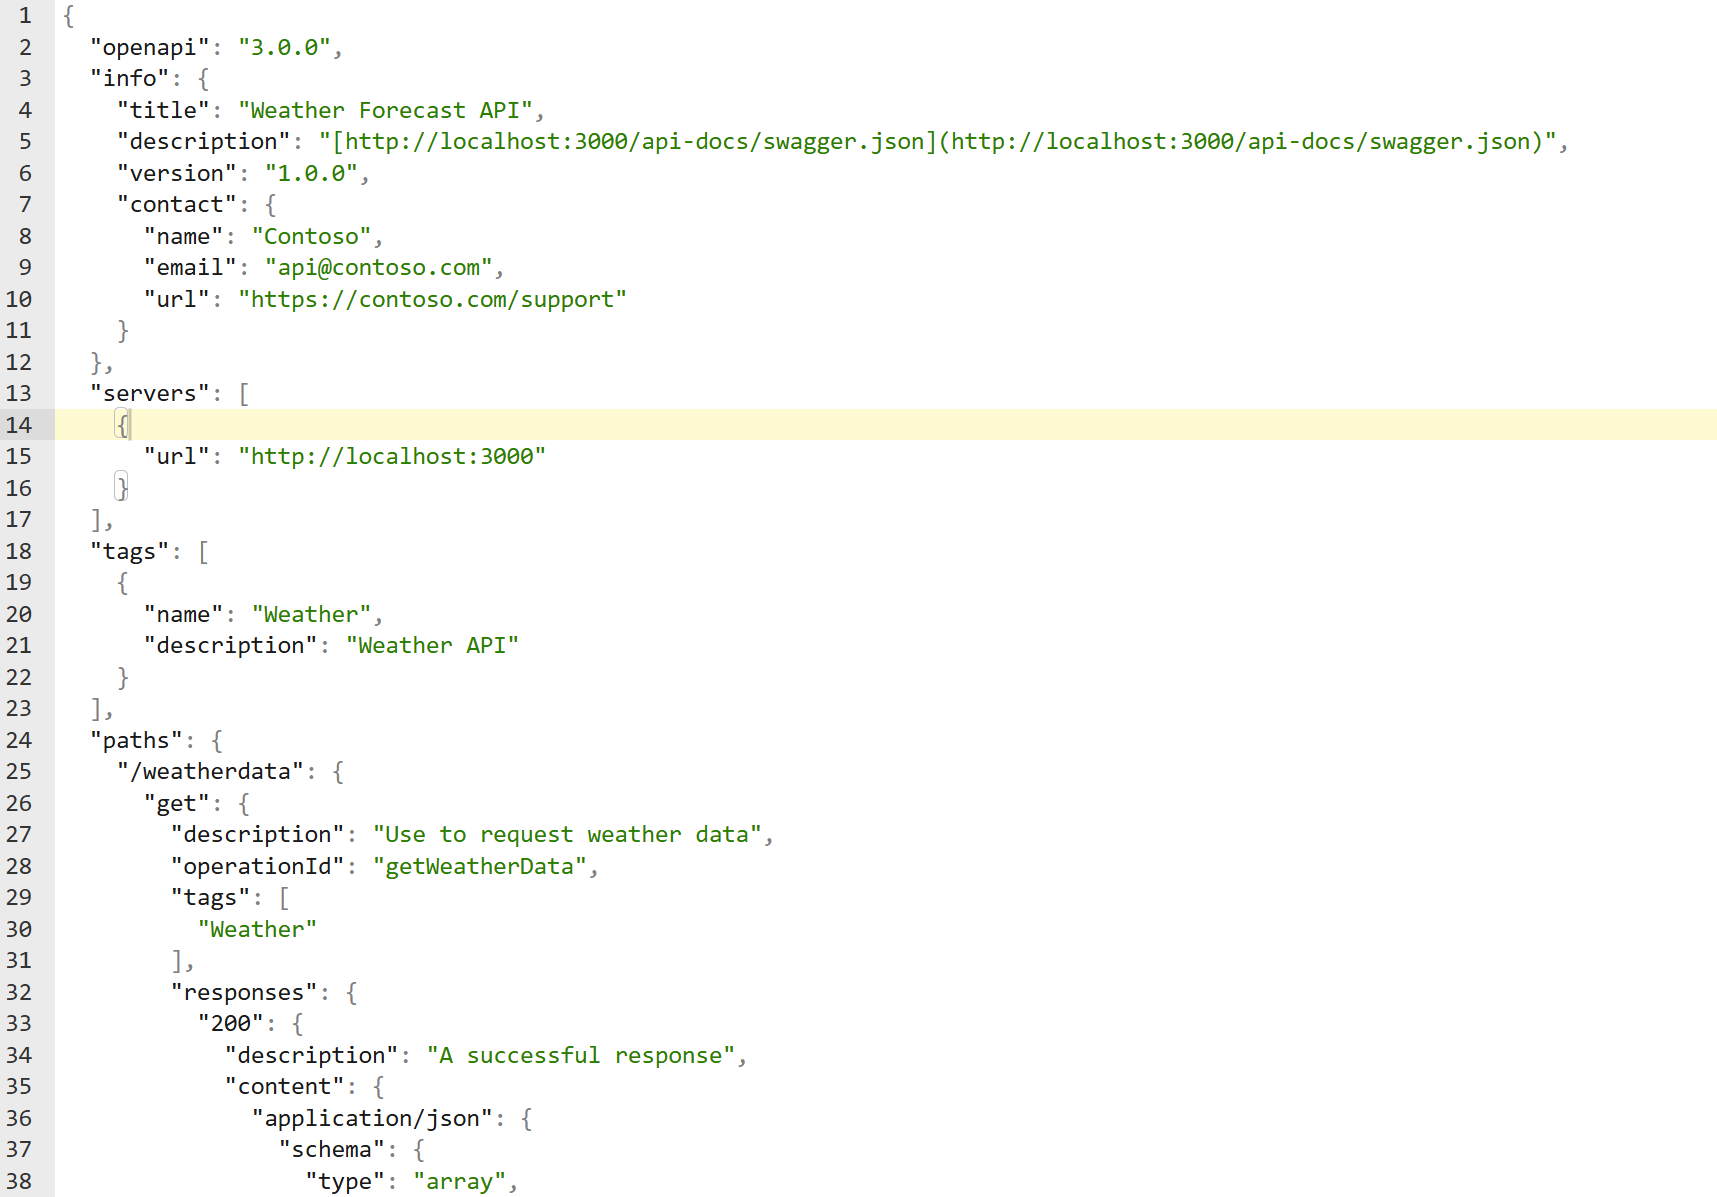 1 {
2   "openapi": "3.0.0",
3   "info": {
4     "title": "Weather Forecast API",
5     "description": "[http://localhost:3000/api-docs/swagger.json](http://localhost:3000/api-docs/swagger.json)",
6     "version": "1.0.0",
7     "contact": {
8       "name": "Contoso",
9       "email": "api@contoso.com",
10       "url": "https://contoso.com/support"
11     }
12   },
13   "servers": [
14     {
15       "url": "http://localhost:3000"
16     }
17   ],
18   "tags": [
19     {
20       "name": "Weather",
21       "description": "Weather API"
22     }
23   ],
24   "paths": {
25     "/weatherdata": {
26       "get": {
27         "description": "Use to request weather data",
28         "operationId": "getWeatherData",
29         "tags": [
30           "Weather"
31         ],
32         "responses": {
33           "200": {
34             "description": "A successful response",
35             "content": {
36               "application/json": {
37                 "schema": {
38                   "type": "array",